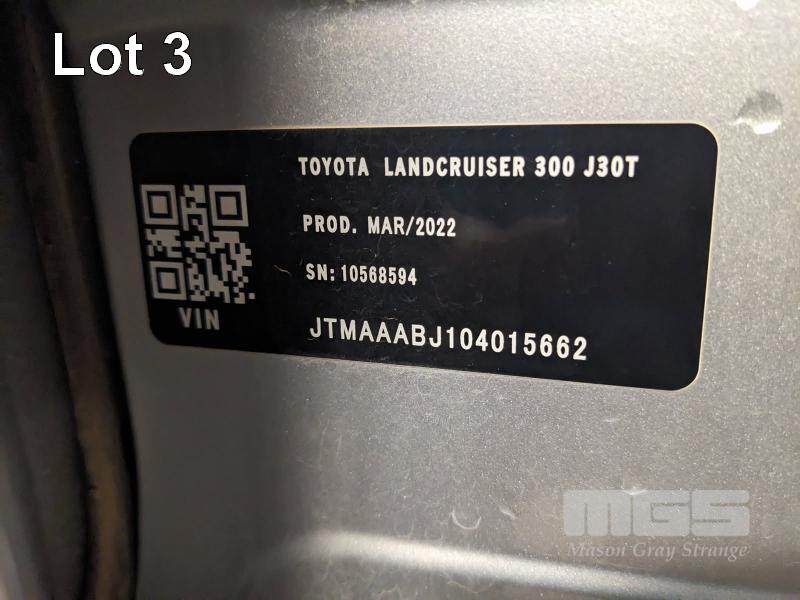 Lot 3
TOYOTA LANDCRUISER 300 J30T
PROD. MAR/2022
SN:10568594
VIN
JTMAAABJ104015662
MGS
Mason Gray Strange